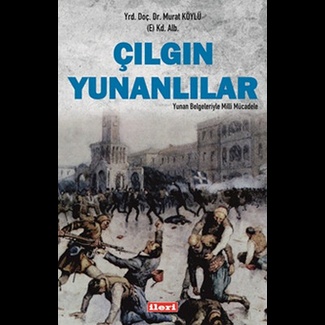 Yrd. Doç. Dr. Murat KÖYLÜ
(E) Kd. Alb.
ÇILGIN
YUNANLILAR
Yunan Belgeleriyle Milli Mücadele
ileri